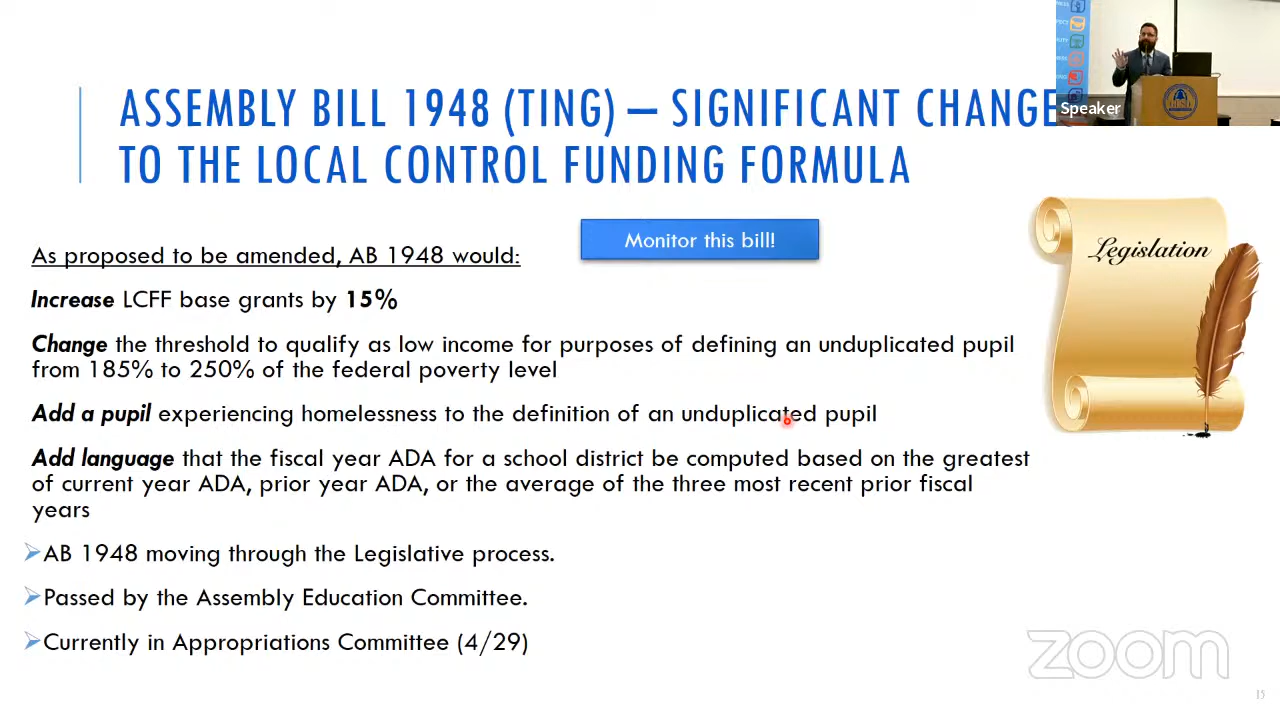 ASSEMBLY BILL 1948 (TING) – SIGNIFICANT CHANGE
TO THE LOCAL CONTROL FUNDING FORMULA
Speaker
Monitor this bill!
Legislation
As proposed to be amended, AB 1948 would:
Increase LCFF base grants by 15%
Change the threshold to qualify as low income for purposes of defining an unduplicated pupil
from 185% to 250% of the federal poverty level
Add a pupil experiencing homelessness to the definition of an unduplicated pupil
Add language that the fiscal year ADA for a school district be computed based on the greatest
of current year ADA, prior year ADA, or the average of the three most recent prior fiscal
years
AB 1948 moving through the Legislative process.
Passed by the Assembly Education Committee.
Currently in Appropriations Committee (4/29)
zoom
15